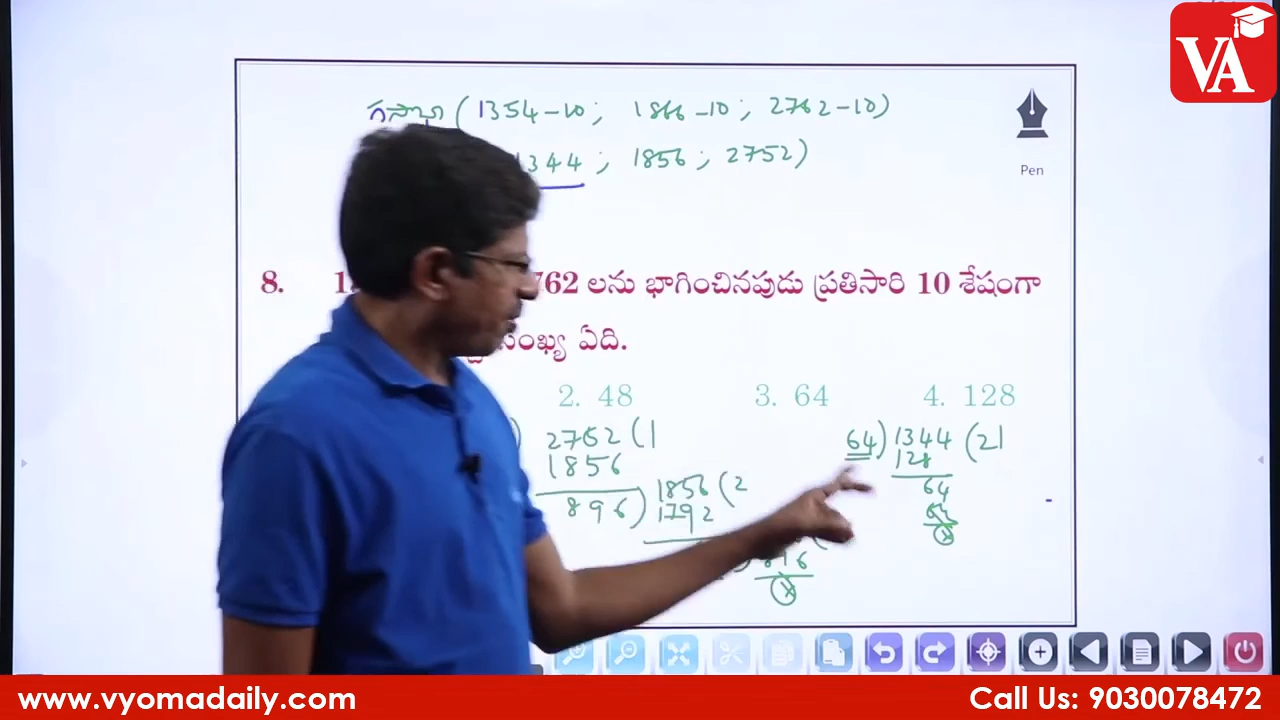 VA
గసాభా (1354-10; 1866-10; 2762-10)
344; 1856; 2752)
Pen
8. 762 లను భాగించినపుడు ప్రతిసారి 10 శేషంగా
సంఖ్య ఏది.
2. 48 3. 64 4. 128
2762 (1 64) 1344 (21
1856 128
1856 (2 64
896) 1792
www.vyomadaily.com Call Us: 9030078472